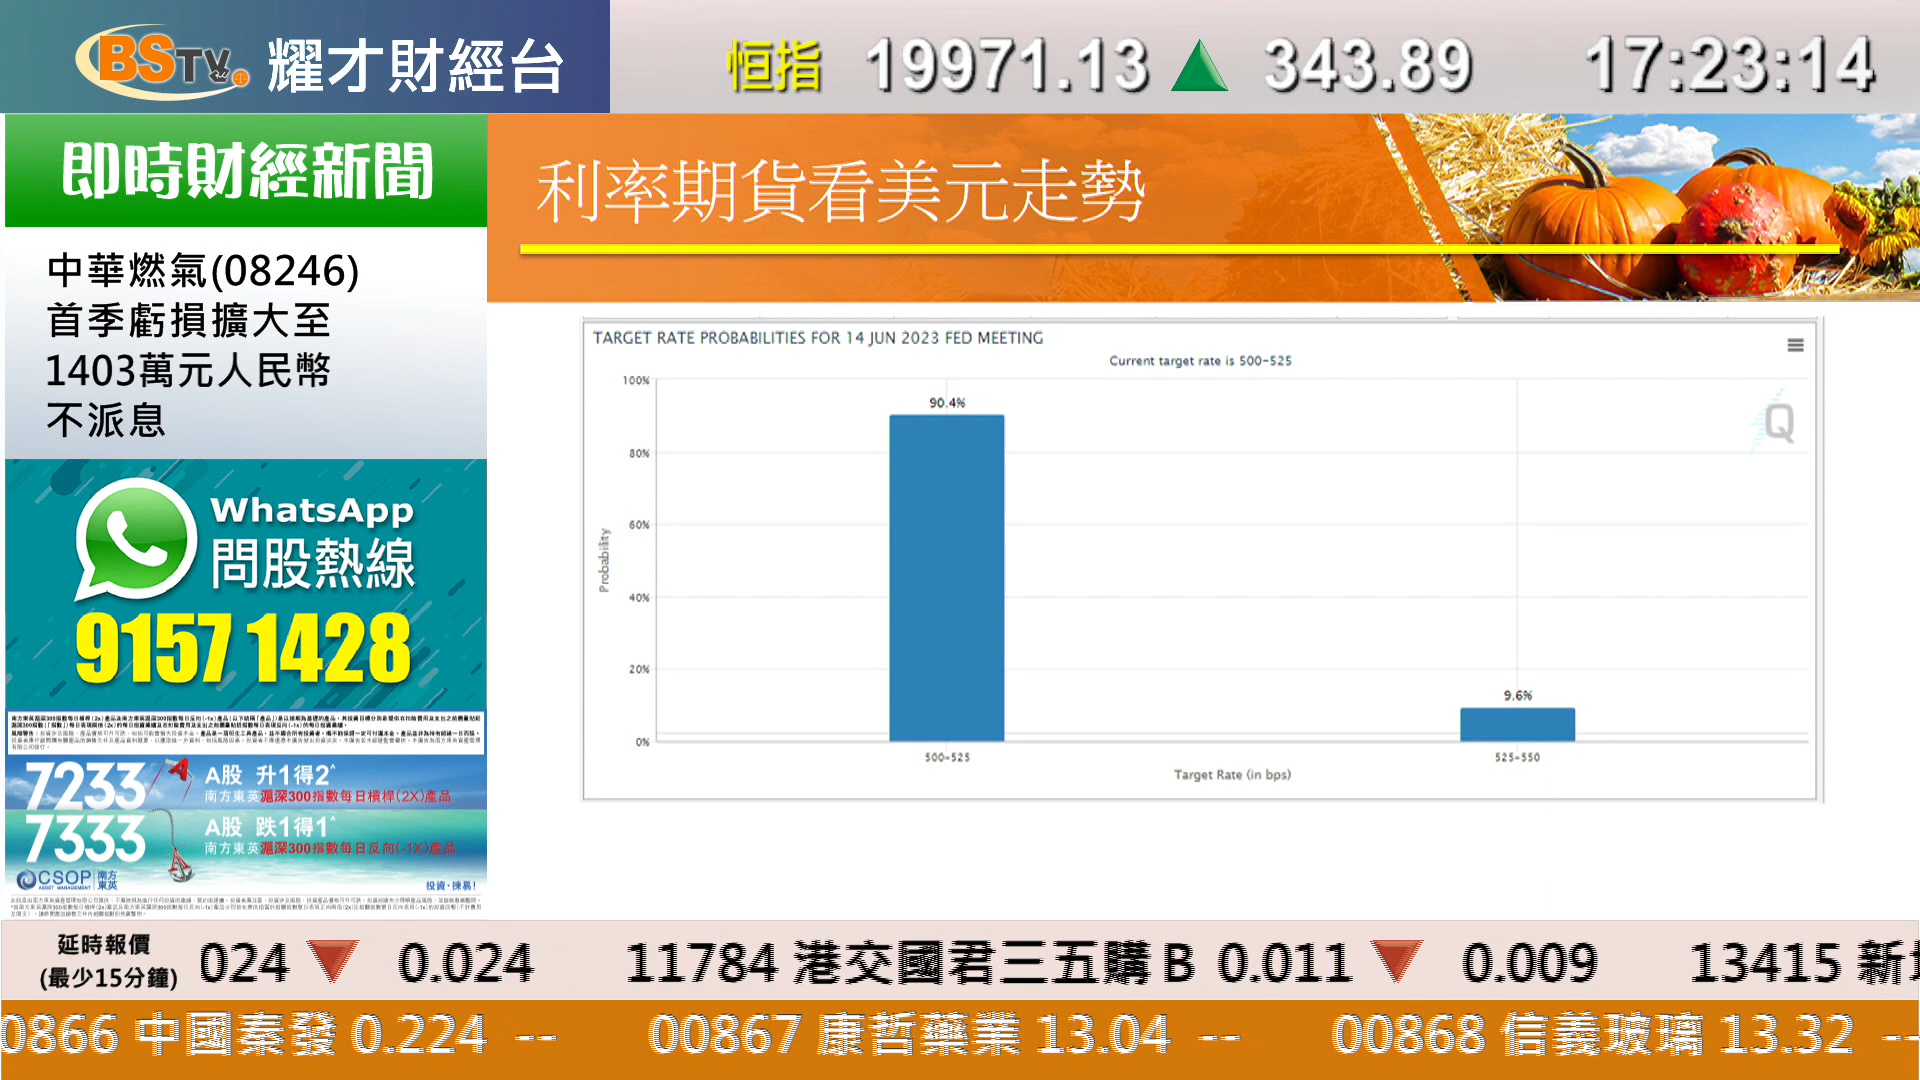 BSTV 耀才財經台
恒指 19971.13 ▲ 343.89 17:23:14
即時財經新聞
中華燃氣(08246)
首季虧損擴大至
1403萬元人民幣
不派息
WhatsApp
問股熱線
9157 1428
7233 A股 升1得2^
南方東英滬深300指數每日槓桿(2X)產品
7333 A股 跌1得1^
南方東英滬深300指數每日反向(-1X)產品
CSOP 南方東英
ASSET MANAGEMENT
投資·揀易!
利率期貨看美元走勢
TARGET RATE PROBABILITIES FOR 14 JUN 2023 FED MEETING
Current target rate is 500-525
100%
80%
60%
40%
20%
0%
Probability
90.4%
9.6%
500-525
525-550
Target Rate (in bps)
Q
延時報價
(最少15分鐘)
024 ▼ 0.024 11784 港交國君三五購B 0.011 ▼ 0.009 13415 新
0866 中國秦發 0.224 -- 00867 康哲藥業 13.04 -- 00868 信義玻璃 13.32 --